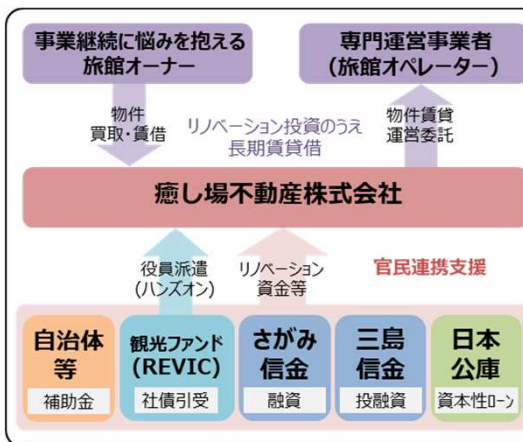 事業継続に悩みを抱える
旅館オーナー
専門運営事業者
(旅館オペレーター)
物件
買取・賃借
リノベーション投資のうえ
長期賃貸借
物件賃貸
運営委託
癒し場不動産株式会社
役員派遣
(ハンズオン)
リノベーション
資金等
官民連携支援
自治体
等
補助金
観光ファンド
(REVIC)
社債引受
さがみ
信金
融資
三島
信金
投融資
日本
公庫
資本性ローン